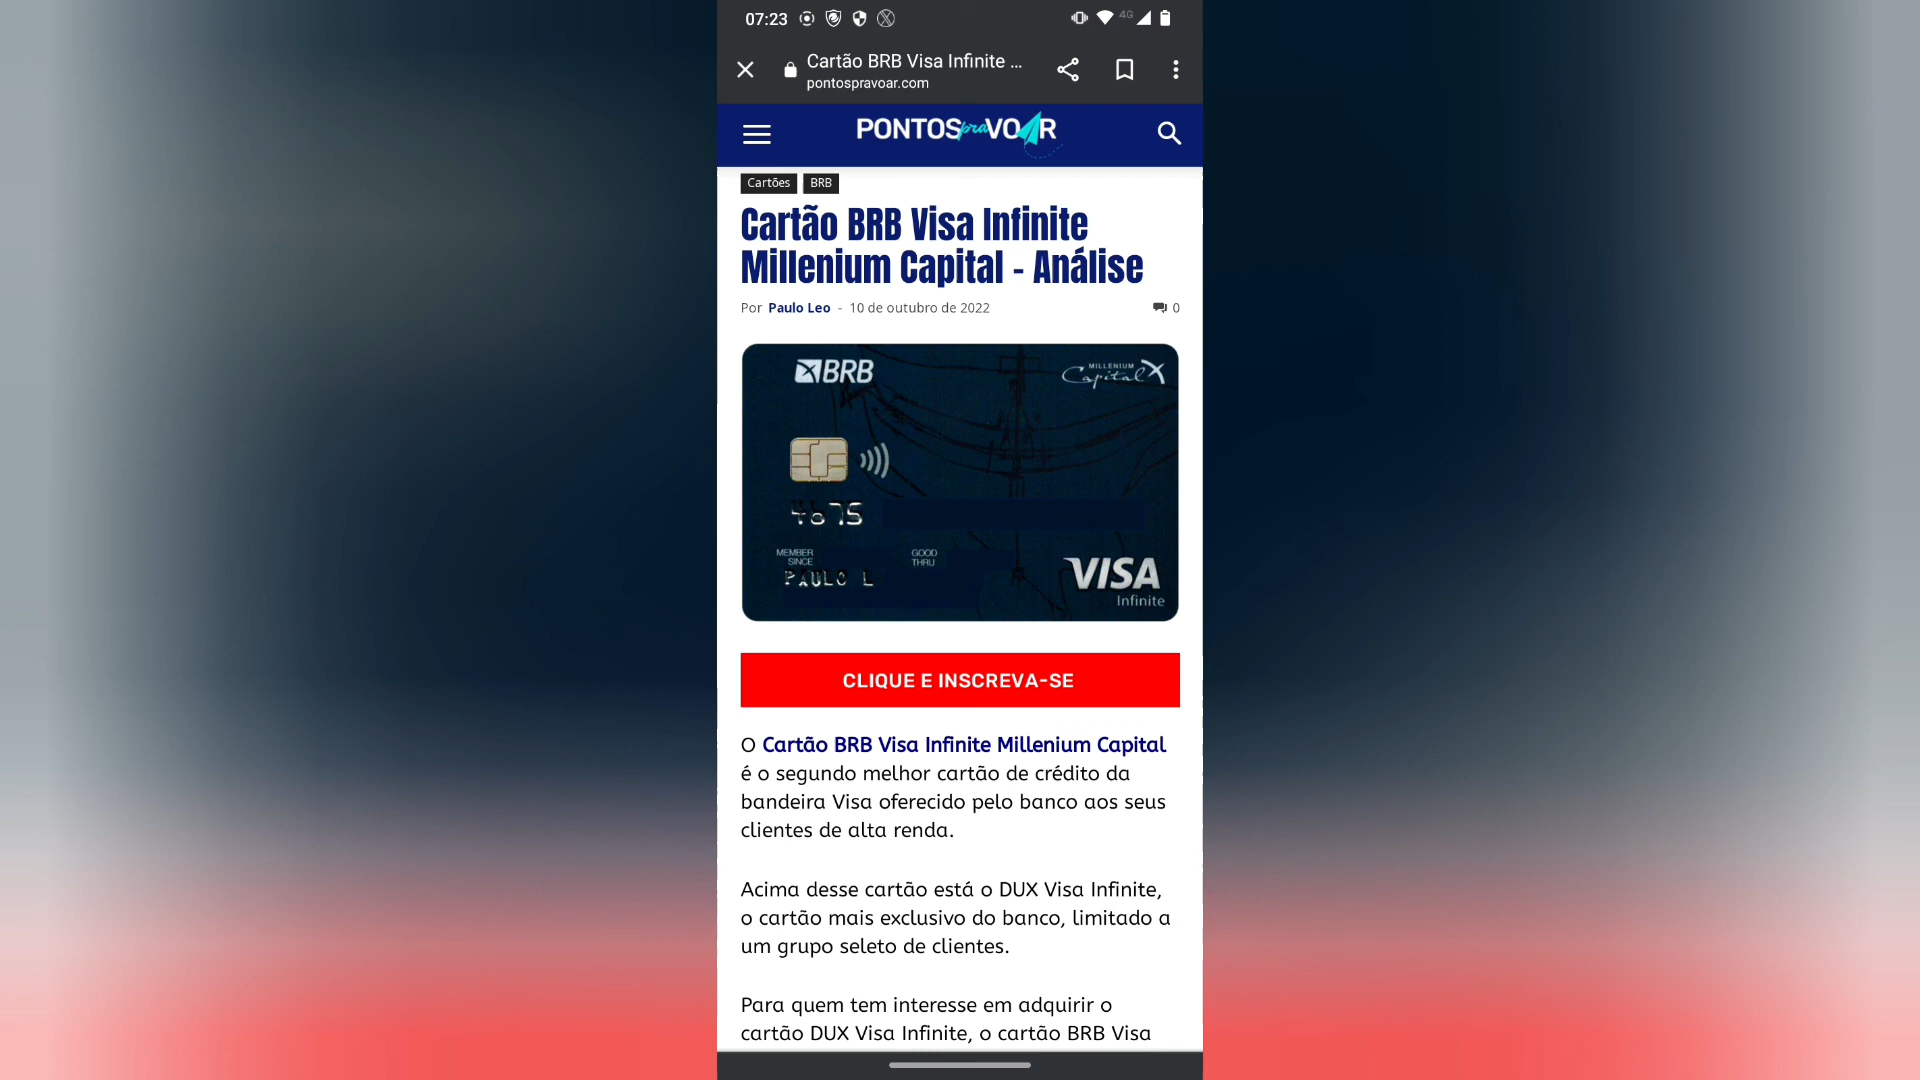 07:23
4G
Cartão BRB Visa Infinite ...
pontospravoar.com
PONTOS pra VOAR
Cartões BRB
Cartão BRB Visa Infinite
Millenium Capital - Análise
Por Paulo Leo - 10 de outubro de 2022 0
BRB
MILLENIUM
Capital
4675
MEMBER SINCE
GOOD THRU
PAULO L
VISA
Infinite
CLIQUE E INSCREVA-SE
O Cartão BRB Visa Infinite Millenium Capital
é o segundo melhor cartão de crédito da
bandeira Visa oferecido pelo banco aos seus
clientes de alta renda.
Acima desse cartão está o DUX Visa Infinite,
o cartão mais exclusivo do banco, limitado a
um grupo seleto de clientes.
Para quem tem interesse em adquirir o
cartão DUX Visa Infinite, o cartão BRB Visa